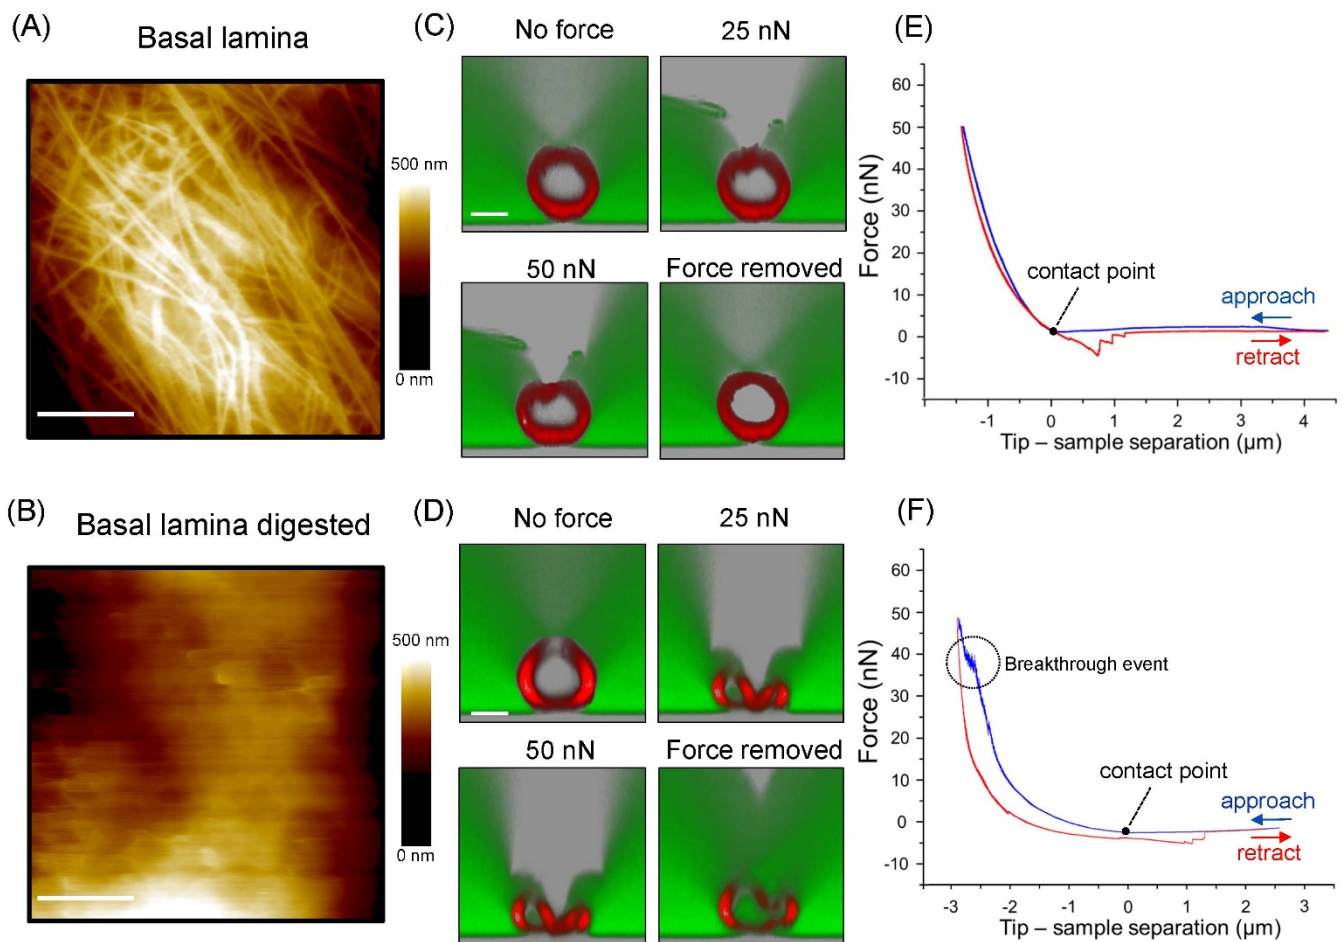 (A)
Basal lamina
500 nm
0 nm
(B)
Basal lamina digested
500 nm
0 nm
(C)
No force
25 nN
50 nN
Force removed
(D)
No force
25 nN
50 nN
Force removed
(E)
Force (nN)
60
50
40
30
20
10
0
-10
contact point
approach
retract
-1
0
1
2
3
4
Tip – sample separation (µm)
(F)
Force (nN)
60
50
40
30
20
10
0
-10
Breakthrough event
contact point
approach
retract
-3
-2
-1
0
1
2
3
Tip – sample separation (µm)